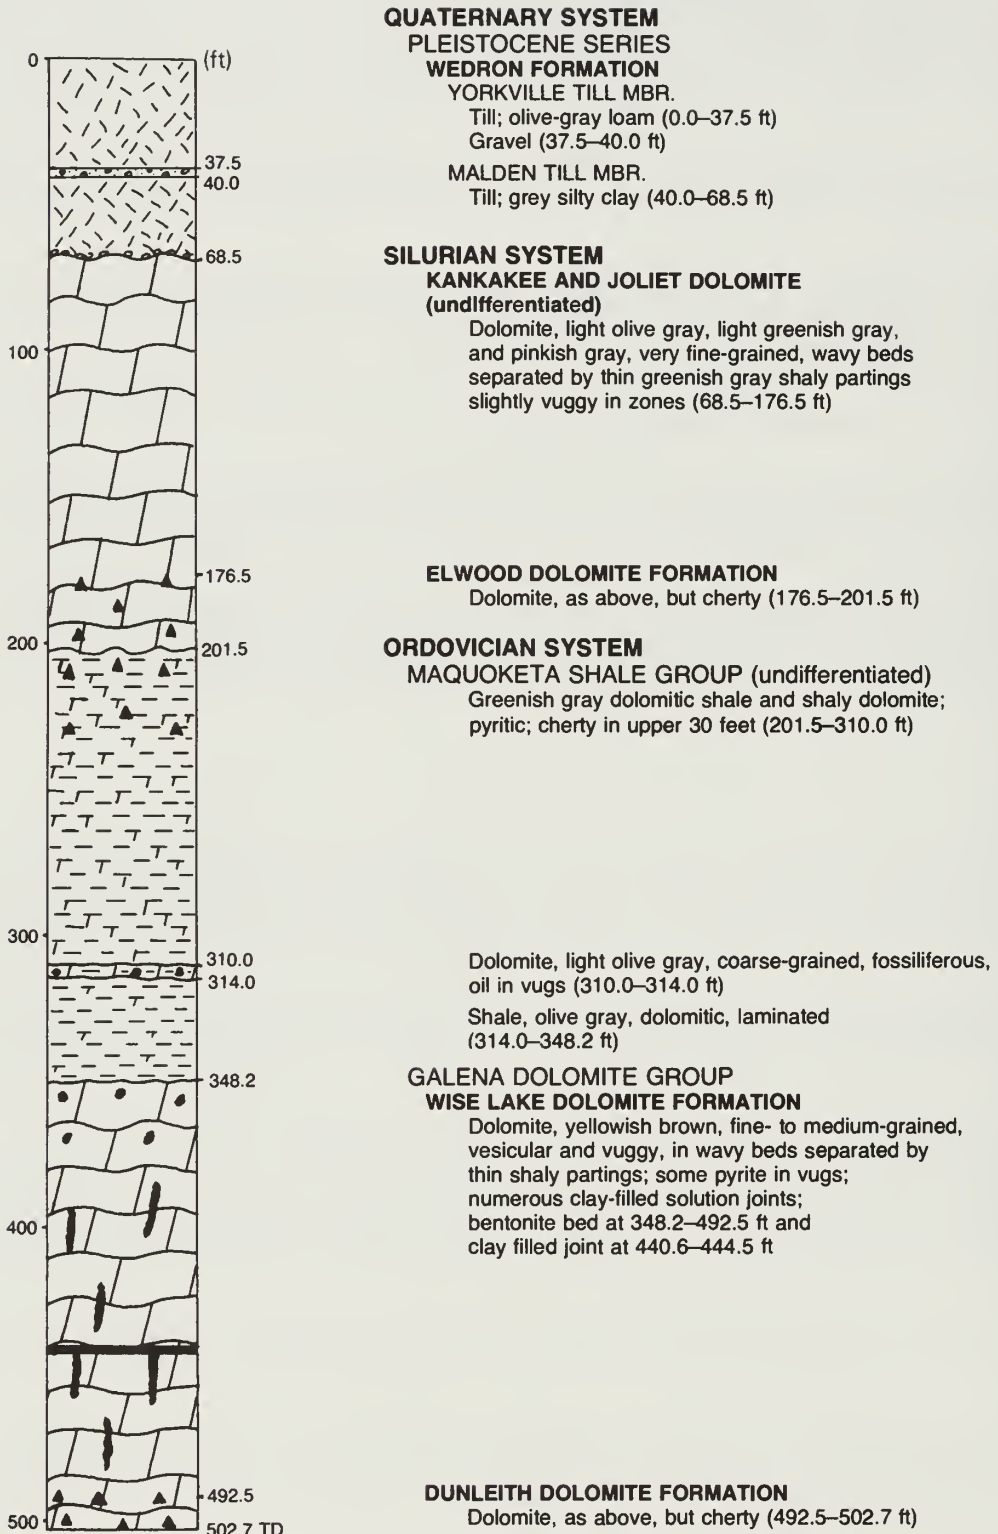 0
(ft)
37.5
40.0
68.5
100
176.5
200
201.5
300
310.0
314.0
348.2
400
492.5
500
502.7 TD
QUATERNARY SYSTEM
PLEISTOCENE SERIES
WEDRON FORMATION
YORKVILLE TILL MBR.
Till; olive-gray loam (0.0–37.5 ft)
Gravel (37.5–40.0 ft)
MALDEN TILL MBR.
Till; grey silty clay (40.0–68.5 ft)
SILURIAN SYSTEM
KANKAKEE AND JOLIET DOLOMITE
(undifferentiated)
Dolomite, light olive gray, light greenish gray,
and pinkish gray, very fine-grained, wavy beds
separated by thin greenish gray shaly partings
slightly vuggy in zones (68.5–176.5 ft)
ELWOOD DOLOMITE FORMATION
Dolomite, as above, but cherty (176.5–201.5 ft)
ORDOVICIAN SYSTEM
MAQUOKETA SHALE GROUP (undifferentiated)
Greenish gray dolomitic shale and shaly dolomite;
pyritic; cherty in upper 30 feet (201.5–310.0 ft)
Dolomite, light olive gray, coarse-grained, fossiliferous,
oil in vugs (310.0–314.0 ft)
Shale, olive gray, dolomitic, laminated
(314.0–348.2 ft)
GALENA DOLOMITE GROUP
WISE LAKE DOLOMITE FORMATION
Dolomite, yellowish brown, fine- to medium-grained,
vesicular and vuggy, in wavy beds separated by
thin shaly partings; some pyrite in vugs;
numerous clay-filled solution joints;
bentonite bed at 348.2–492.5 ft and
clay filled joint at 440.6–444.5 ft
DUNLEITH DOLOMITE FORMATION
Dolomite, as above, but cherty (492.5–502.7 ft)